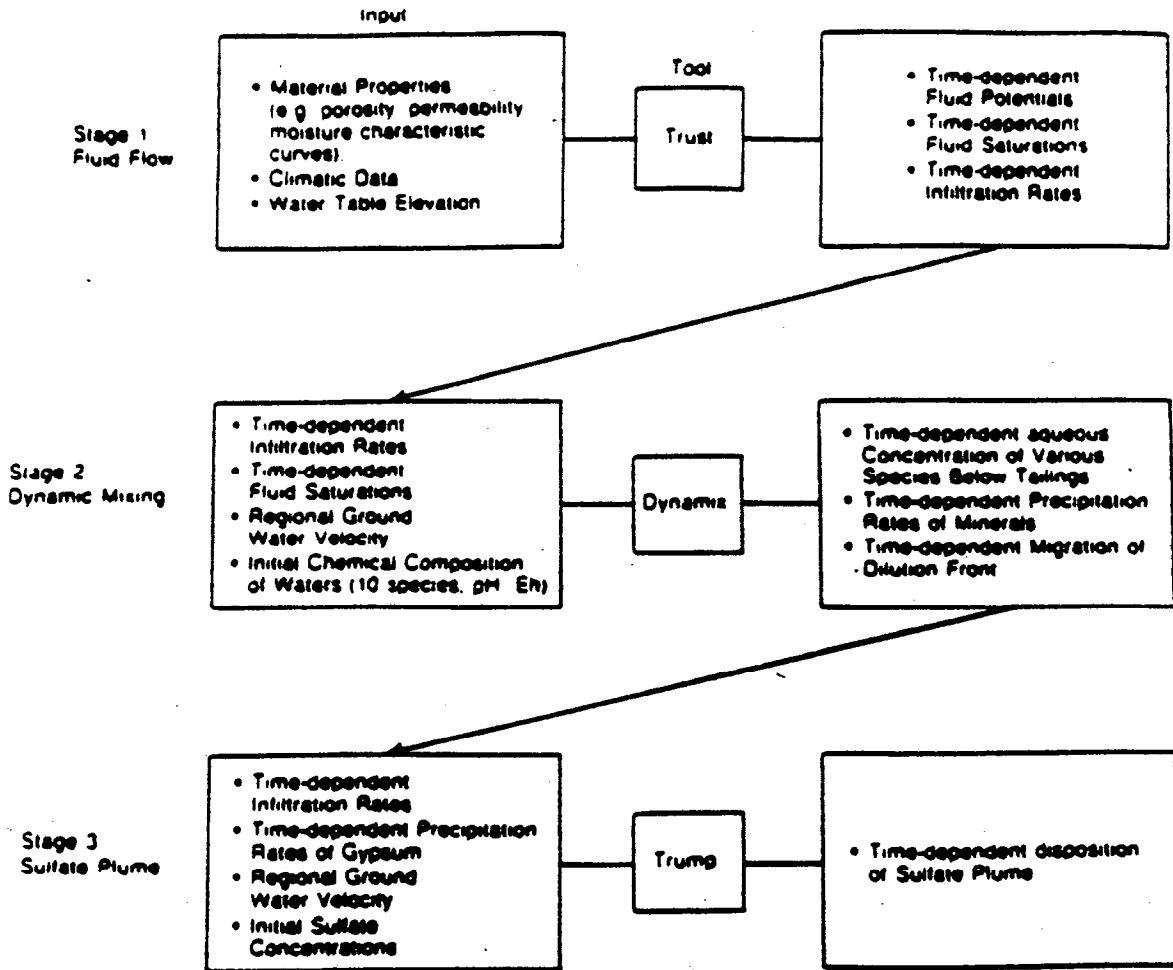 Input
• Material Properties
(e.g. porosity permeability
moisture characteristic
curves).
• Climatic Data
• Water Table Elevation
Stage 1
Fluid Flow
Tool
Trust
• Time-dependent
Fluid Potentials
• Time-dependent
Fluid Saturations
• Time-dependent
Infiltration Rates
Stage 2
Dynamic Mixing
• Time-dependent
Infiltration Rates
• Time-dependent
Fluid Saturations
• Regional Ground
Water Velocity
• Initial Chemical Composition
of Waters (10 species, pH Eh)
Dynamix
• Time-dependent aqueous
Concentration of Various
Species Below Tailings
• Time-dependent Precipitation
Rates of Minerals
• Time-dependent Migration of
Dilution Front
Stage 3
Sulfate Plume
• Time-dependent
Infiltration Rates
• Time-dependent Precipitation
Rates of Gypsum
• Regional Ground
Water Velocity
• Initial Sulfate
Concentrations
Trump
• Time-dependent disposition
of Sulfate Plume